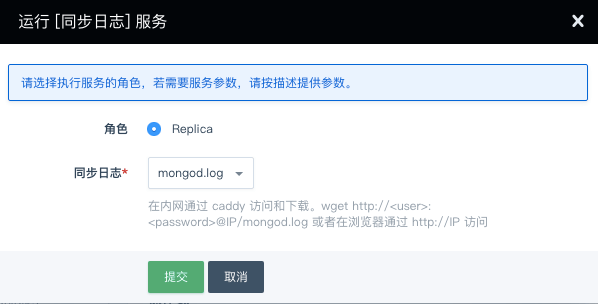 运行 [同步日志] 服务
请选择执行服务的角色，若需要服务参数，请按描述提供参数。
角色 Replica
同步日志* mongod.log
在内网通过 caddy 访问和下载。wget http://<user>:
<password>@IP/mongod.log 或者在浏览器通过 http://IP 访问
提交 取消